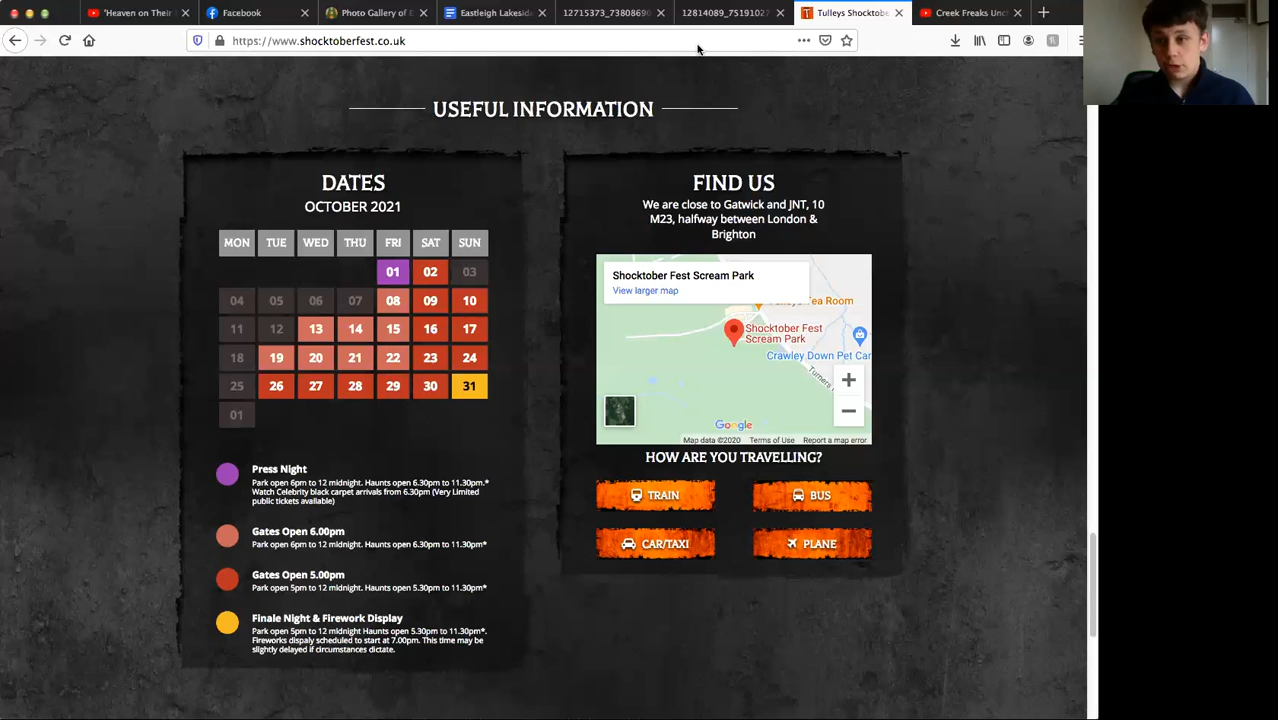 'Heaven on Their
Facebook
Photo Gallery of E
Eastleigh Lakeside
12715373_73808690
12814089_75191027
Tulleys Shocktobe
Creek Freaks Unc
https://www.shocktoberfest.co.uk
USEFUL INFORMATION
DATES
OCTOBER 2021
MON TUE WED THU FRI SAT SUN
01 02 03
04 05 06 07 08 09 10
11 12 13 14 15 16 17
18 19 20 21 22 23 24
25 26 27 28 29 30 31
01
Press Night
Park open 6pm to 12 midnight. Haunts open 6.30pm to 11.30pm.*
Watch Celebrity black carpet arrivals from 6.30pm (Very Limited
public tickets available)
Gates Open 6.00pm
Park open 6pm to 12 midnight. Haunts open 6.30pm to 11.30pm*
Gates Open 5.00pm
Park open 5pm to 12 midnight. Haunts open 5.30pm to 11.30pm*
Finale Night & Firework Display
Park open 5pm to 12 midnight Haunts open 5.30pm to 11.30pm*.
Fireworks dispaly scheduled to start at 7.00pm. This time may be
slightly delayed if circumstances dictate.
FIND US
We are close to Gatwick and JNT, 10
M23, halfway between London &
Brighton
Shocktober Fest Scream Park
View larger map
Tea Room
Shocktober Fest
Scream Park
Crawley Down Pet Car
Turners
Google
Map data ©2020 Terms of Use Report a map error
HOW ARE YOU TRAVELLING?
TRAIN
BUS
CAR/TAXI
PLANE